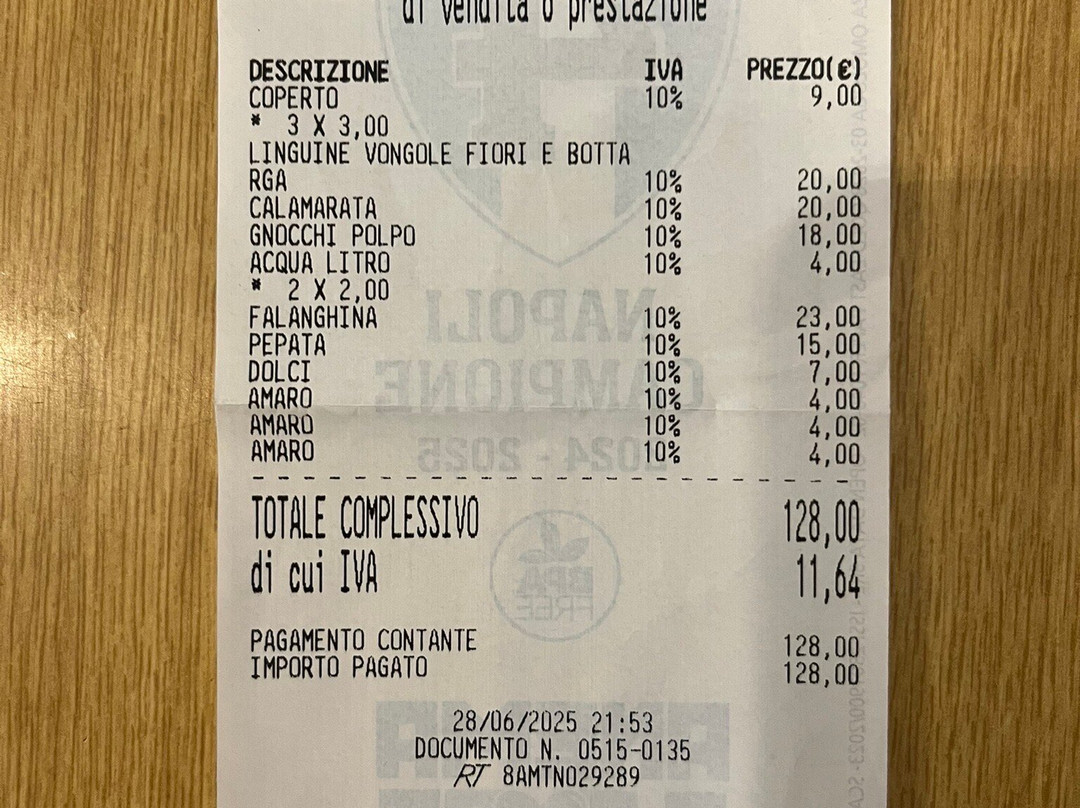 di vendita o prestazione
DESCRIZIONE IVA PREZZO(€)
COPERTO 10% 9,00
* 3 X 3,00
LINGUINE VONGOLE FIORI E BOTTA
RGA 10% 20,00
CALAMARATA 10% 20,00
GNOCCHI POLPO 10% 18,00
ACQUA LITRO 10% 4,00
* 2 X 2,00
FALANGHINA 10% 23,00
PEPATA 10% 15,00
DOLCI 10% 7,00
AMARO 10% 4,00
AMARO 10% 4,00
AMARO 10% 4,00
TOTALE COMPLESSIVO 128,00
di cui IVA 11,64
PAGAMENTO CONTANTE 128,00
IMPORTO PAGATO 128,00
28/06/2025 21:53
DOCUMENTO N. 0515-0135
RT 8AMTN029289
NAPOLI
CAMPIONE
2024 - 2025
BPA
FREE